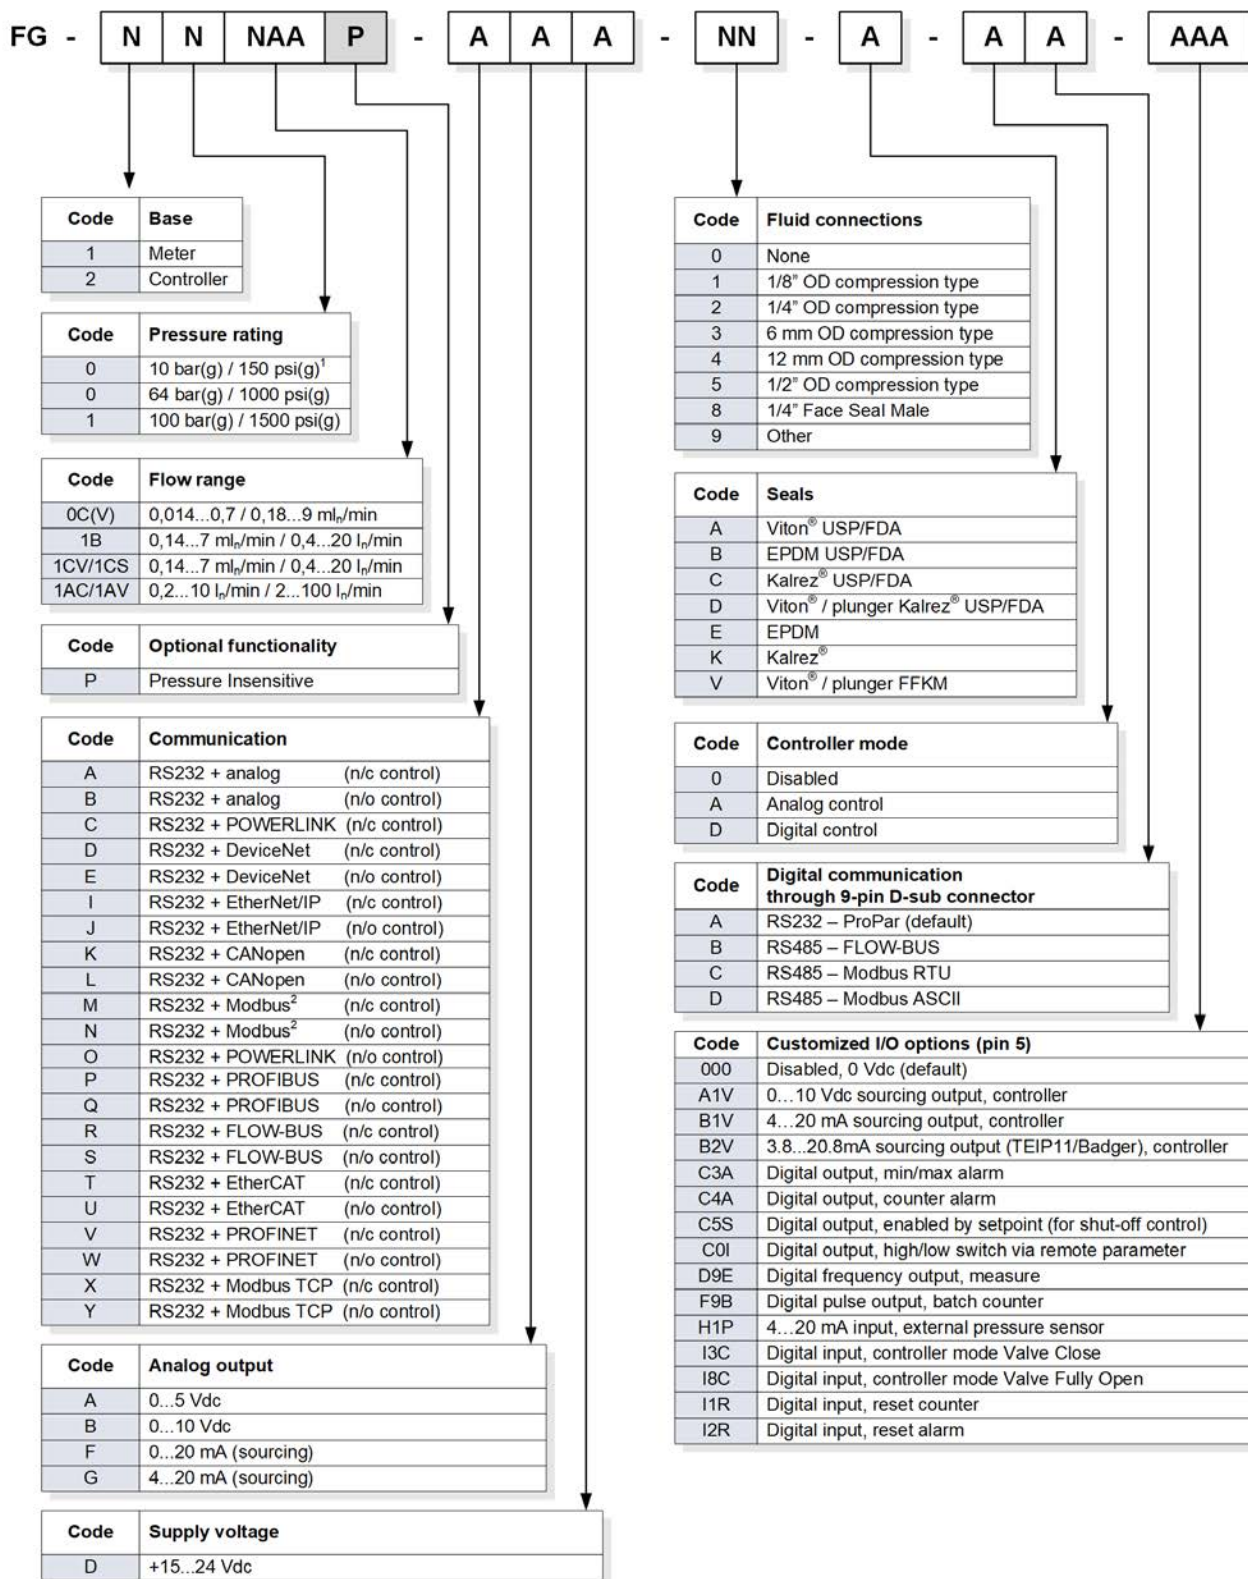 FG - N N NAA P - A A A - NN - A - A A - AAA
Code Base
1 Meter
2 Controller
Code Pressure rating
0 10 bar(g) / 150 psi(g)¹
0 64 bar(g) / 1000 psi(g)
1 100 bar(g) / 1500 psi(g)
Code Flow range
0C(V) 0,014...0,7 / 0,18...9 mlₙ/min
1B 0,14...7 mlₙ/min / 0,4...20 lₙ/min
1CV/1CS 0,14...7 mlₙ/min / 0,4...20 lₙ/min
1AC/1AV 0,2...10 lₙ/min / 2...100 lₙ/min
Code Optional functionality
P Pressure Insensitive
Code Communication
A RS232 + analog (n/c control)
B RS232 + analog (n/o control)
C RS232 + POWERLINK (n/c control)
D RS232 + DeviceNet (n/c control)
E RS232 + DeviceNet (n/o control)
I RS232 + EtherNet/IP (n/c control)
J RS232 + EtherNet/IP (n/o control)
K RS232 + CANopen (n/c control)
L RS232 + CANopen (n/o control)
M RS232 + Modbus² (n/c control)
N RS232 + Modbus² (n/o control)
O RS232 + POWERLINK (n/o control)
P RS232 + PROFIBUS (n/c control)
Q RS232 + PROFIBUS (n/o control)
R RS232 + FLOW-BUS (n/c control)
S RS232 + FLOW-BUS (n/o control)
T RS232 + EtherCAT (n/c control)
U RS232 + EtherCAT (n/o control)
V RS232 + PROFINET (n/c control)
W RS232 + PROFINET (n/o control)
X RS232 + Modbus TCP (n/c control)
Y RS232 + Modbus TCP (n/o control)
Code Analog output
A 0...5 Vdc
B 0...10 Vdc
F 0...20 mA (sourcing)
G 4...20 mA (sourcing)
Code Supply voltage
D +15...24 Vdc
Code Fluid connections
0 None
1 1/8” OD compression type
2 1/4” OD compression type
3 6 mm OD compression type
4 12 mm OD compression type
5 1/2” OD compression type
8 1/4” Face Seal Male
9 Other
Code Seals
A Viton® USP/FDA
B EPDM USP/FDA
C Kalrez® USP/FDA
D Viton® / plunger Kalrez® USP/FDA
E EPDM
K Kalrez®
V Viton® / plunger FFKM
Code Controller mode
0 Disabled
A Analog control
D Digital control
Code Digital communication
through 9-pin D-sub connector
A RS232 – ProPar (default)
B RS485 – FLOW-BUS
C RS485 – Modbus RTU
D RS485 – Modbus ASCII
Code Customized I/O options (pin 5)
000 Disabled, 0 Vdc (default)
A1V 0...10 Vdc sourcing output, controller
B1V 4...20 mA sourcing output, controller
B2V 3.8...20.8mA sourcing output (TEIP11/Badger), controller
C3A Digital output, min/max alarm
C4A Digital output, counter alarm
C5S Digital output, enabled by setpoint (for shut-off control)
C0I Digital output, high/low switch via remote parameter
D9E Digital frequency output, measure
F9B Digital pulse output, batch counter
H1P 4...20 mA input, external pressure sensor
I3C Digital input, controller mode Valve Close
I8C Digital input, controller mode Valve Fully Open
I1R Digital input, reset counter
I2R Digital input, reset alarm